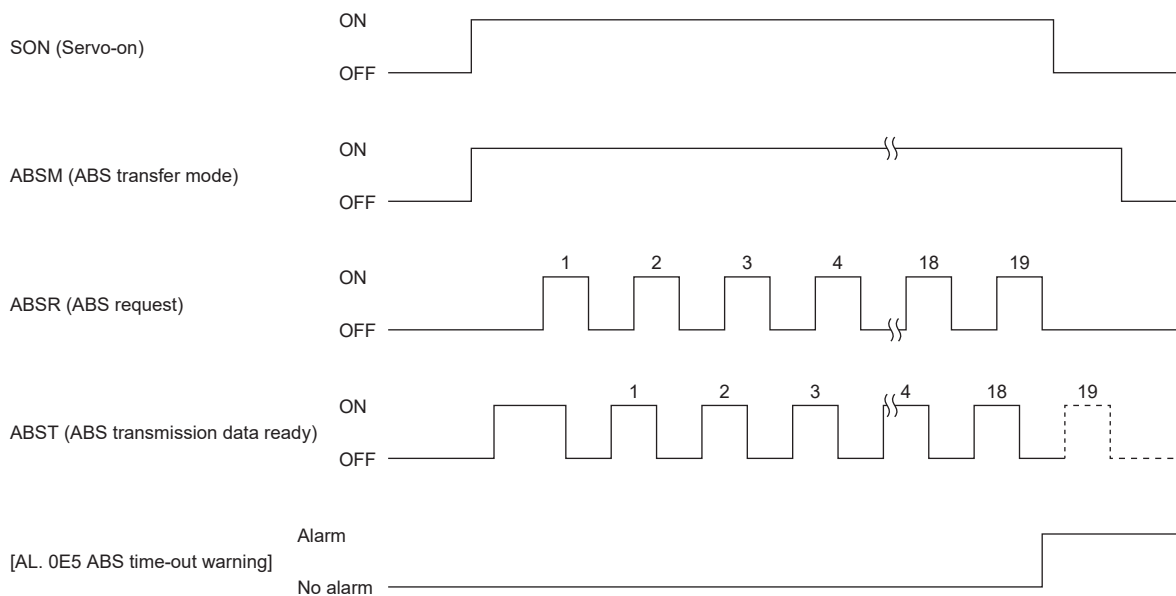 ON
SON (Servo-on)
OFF
ON
ABSM (ABS transfer mode)
OFF
1 2 3 4 18 19
ON
ABSR (ABS request)
OFF
1 2 3 4 18 19
ON
ABST (ABS transmission data ready)
OFF
Alarm
[AL. 0E5 ABS time-out warning]
No alarm